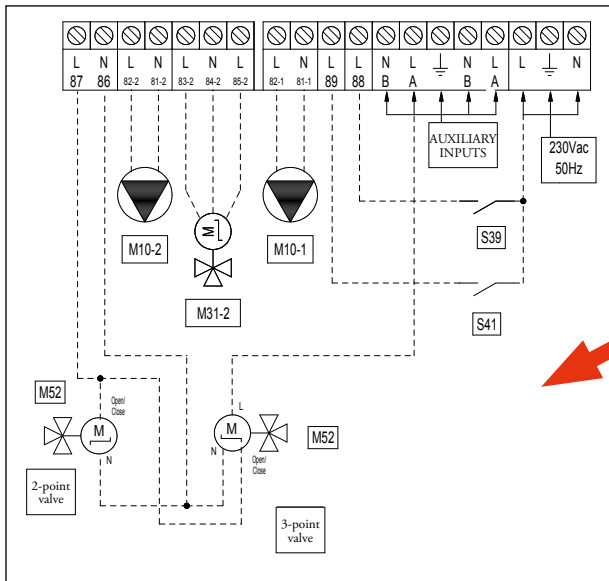 L N L N L N L L L L L N L ⏚ N L L ⏚ N
87 86 82-2 81-2 83-2 84-2 85-2 82-1 81-1 89 88 B A B A
AUXILIARY
INPUTS
230Vac
50Hz
M10-2
M
M10-1
S39
M31-2
S41
M52
Open/
Close
M
N
L
M
N
Open/
Close
M52
2-point
valve
3-point
valve